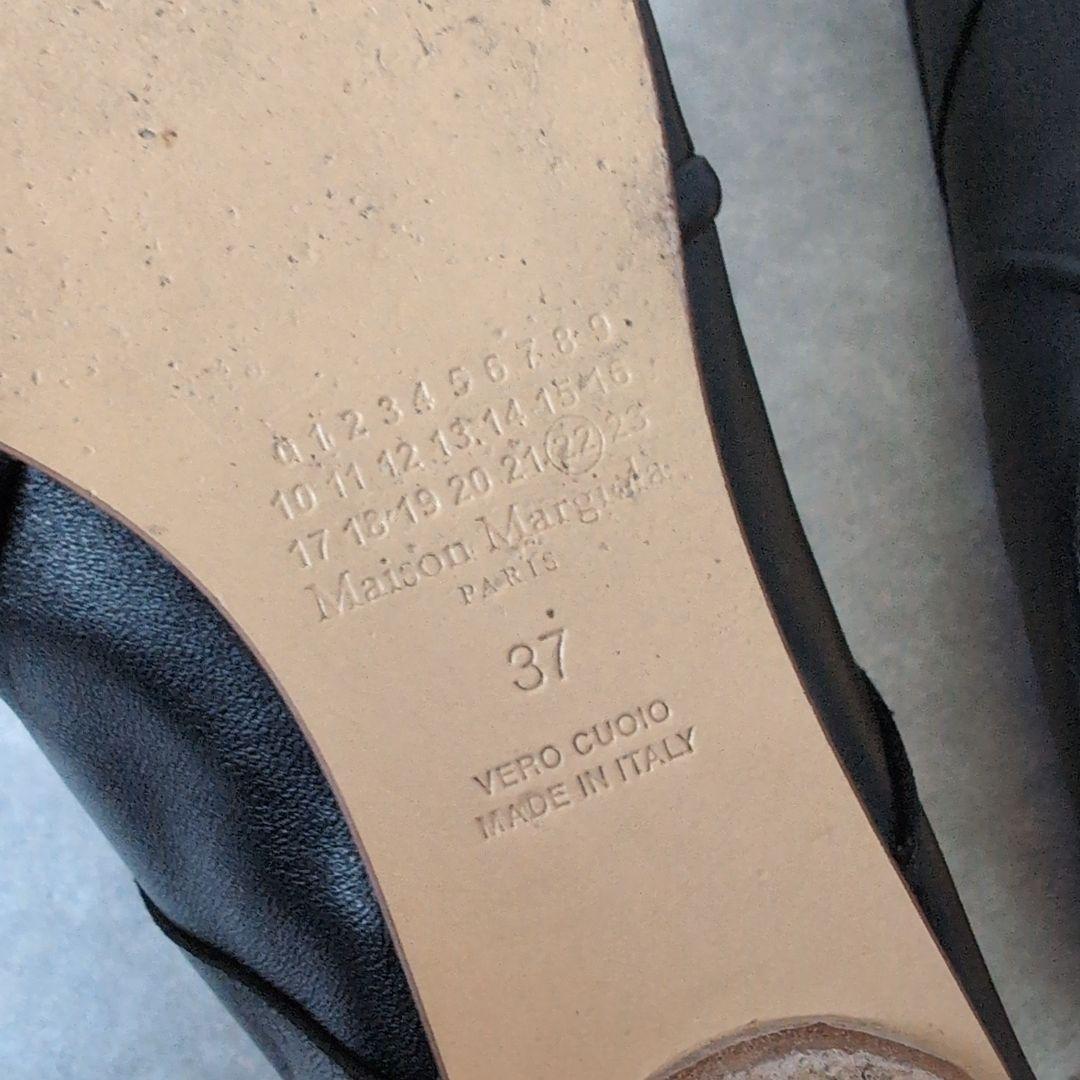 0 1 2 3 4 5 6 7 8 9
10 11 12 13 14 15 16
17 18 19 20 21 22 23
Maison Margiela
PARIS
37
VERO CUOIO
MADE IN ITALY